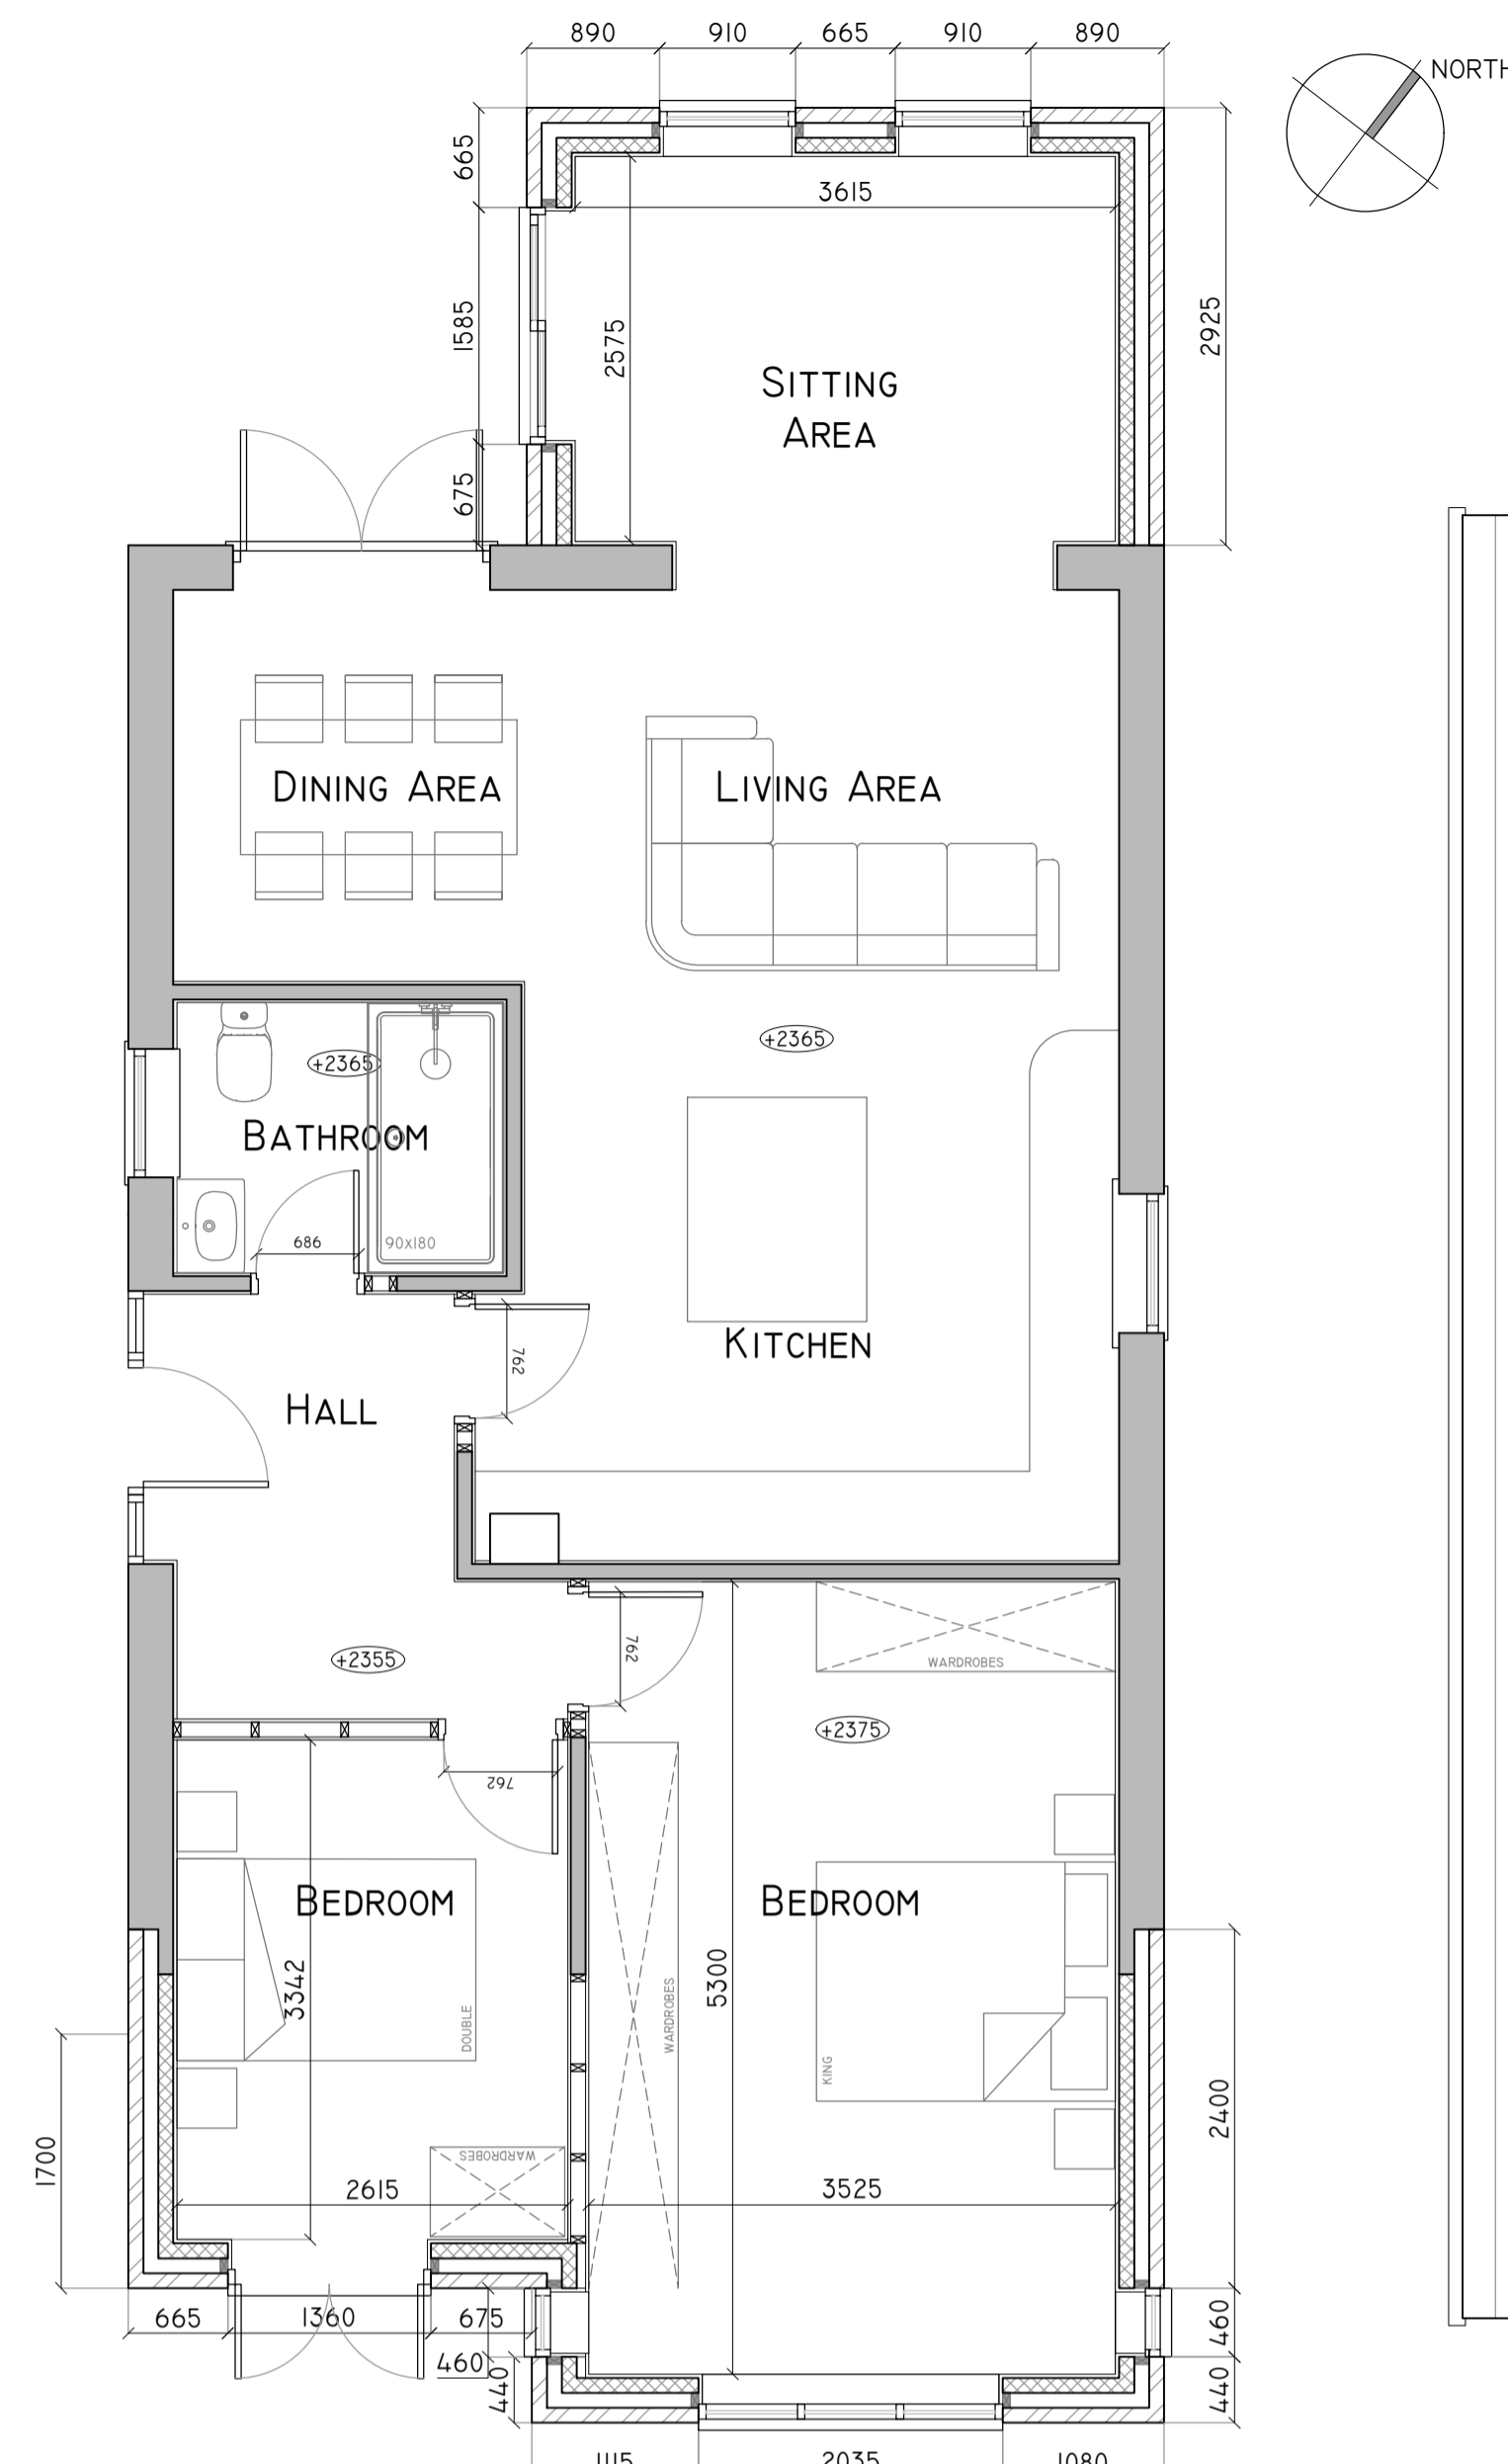 890 910 665 910 890
NORTH
665
3615
1585
2575
2925
SITTING
AREA
675
DINING AREA
LIVING AREA
+2365
+2365
BATHROOM
686
90x180
762
KITCHEN
HALL
762
+2355
WARDROBES
+2375
762
BEDROOM
BEDROOM
3342
DOUBLE
5300
WARDROBES
KING
2400
1700
WARDROBES
2615
3525
665 1360 675
460
460
440
440
1115 2035 1080